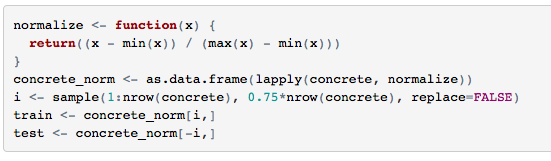 normalize <- function(x) {
  return((x - min(x)) / (max(x) - min(x)))
}
concrete_norm <- as.data.frame(lapply(concrete, normalize))
i <- sample(1:nrow(concrete), 0.75*nrow(concrete), replace=FALSE)
train <- concrete_norm[i,]
test <- concrete_norm[-i,]